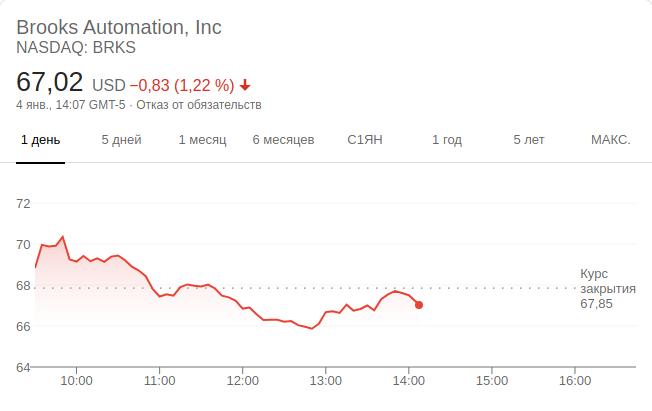 Brooks Automation, Inc
NASDAQ: BRKS
67,02 USD −0,83 (1,22 %)
4 янв., 14:07 GMT-5 · Отказ от обязательств
1 день 5 дней 1 месяц 6 месяцев С1ЯН 1 год 5 лет МАКС.
72
70
68
66
64
Курс
закрытия
67,85
10:00 11:00 12:00 13:00 14:00 15:00 16:00